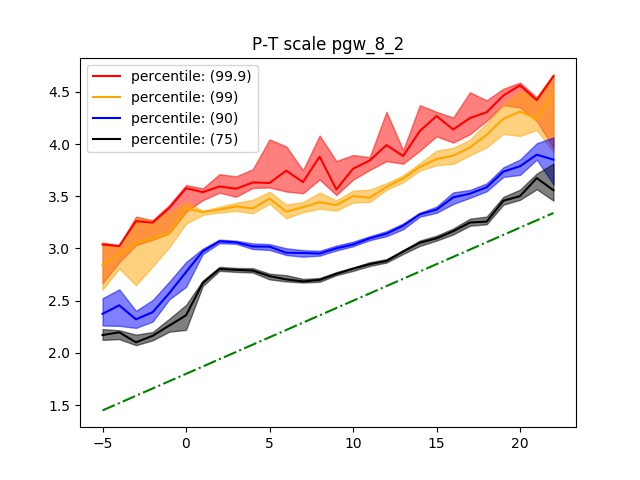 P-T scale pgw_8_2
percentile: (99.9)
percentile: (99)
percentile: (90)
percentile: (75)
4.5
4.0
3.5
3.0
2.5
2.0
1.5
−5 0 5 10 15 20